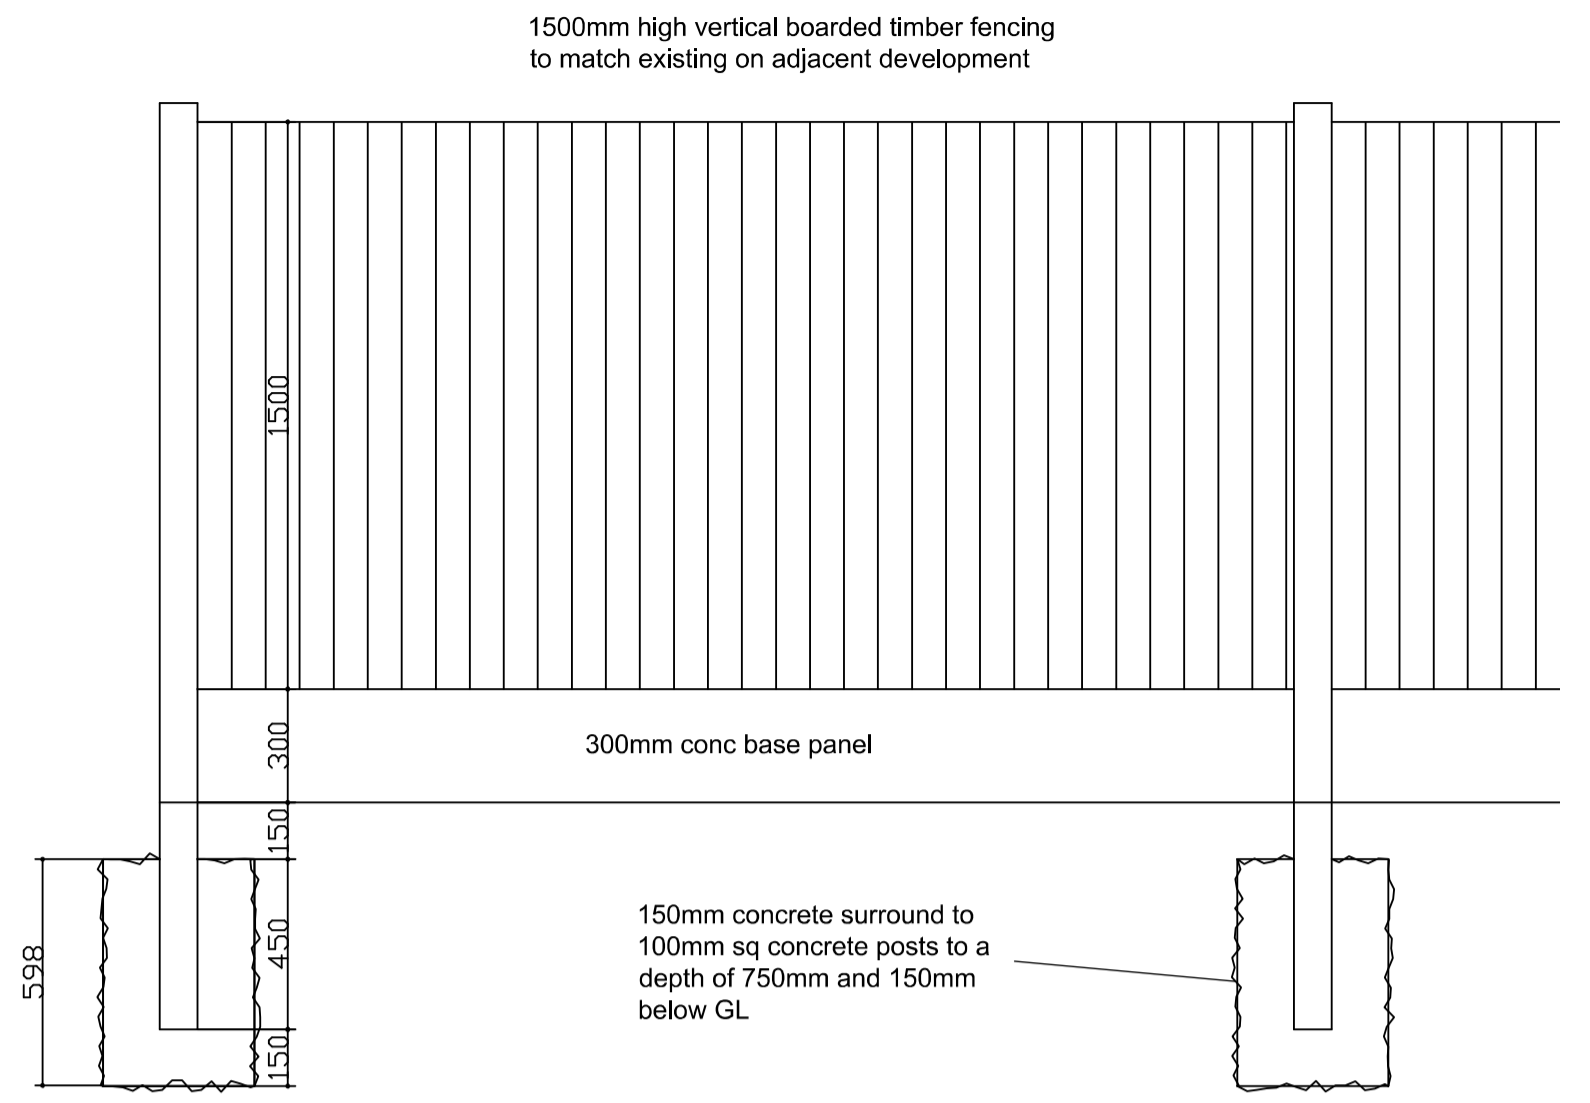 1500mm high vertical boarded timber fencing
to match existing on adjacent development
1500
300
300mm conc base panel
150
450
598
150
150mm concrete surround to
100mm sq concrete posts to a
depth of 750mm and 150mm
below GL